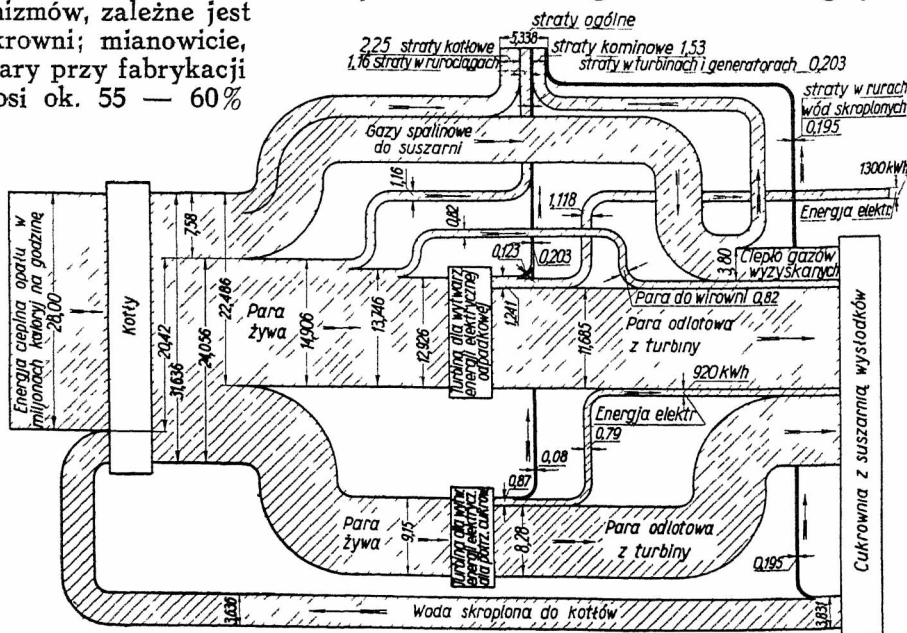 nizmów, zależne jest
krowni; mianowicie,
ary przy fabrykacji
osi ok. 55 — 60%
straty ogólne
5,338
2,25 straty kotłowe
straty kominowe 1,53
1,16 straty w rurociągach
straty w turbinach i generatorach 0,203
straty w rurach
wód skroplonych
0,195
Gazy spalinowe
do suszarni
1300 kWh
Energja elektr.
1,16
0,82
1,118
0,123
0,203
7,58
3,80
Ciepło gazów
wyzyskanych
Para do wirowni 0,82
Energja cieplna opału w
miljonach kaloryj na godzinę
28,00
Kotły
20,42
31,636
24,056
22,486
Para
żywa
14,906
13,746
12,926
Turbina dla wytwarz.
energji elektrycznej
odpadkowej
1,241
11,685
Para odlotowa
z turbiny
920 kWh
Energja elektr
0,79
0,08
0,87
Para
żywa
9,15
Turbina dla wytw.
energji elektrycz.
dla potrz. cukrow.
8,28
Para odlotowa
z turbiny
0,195
3,636
Woda skroplona do kotłów
3,831
Cukrownia z suszarnią wysłodków